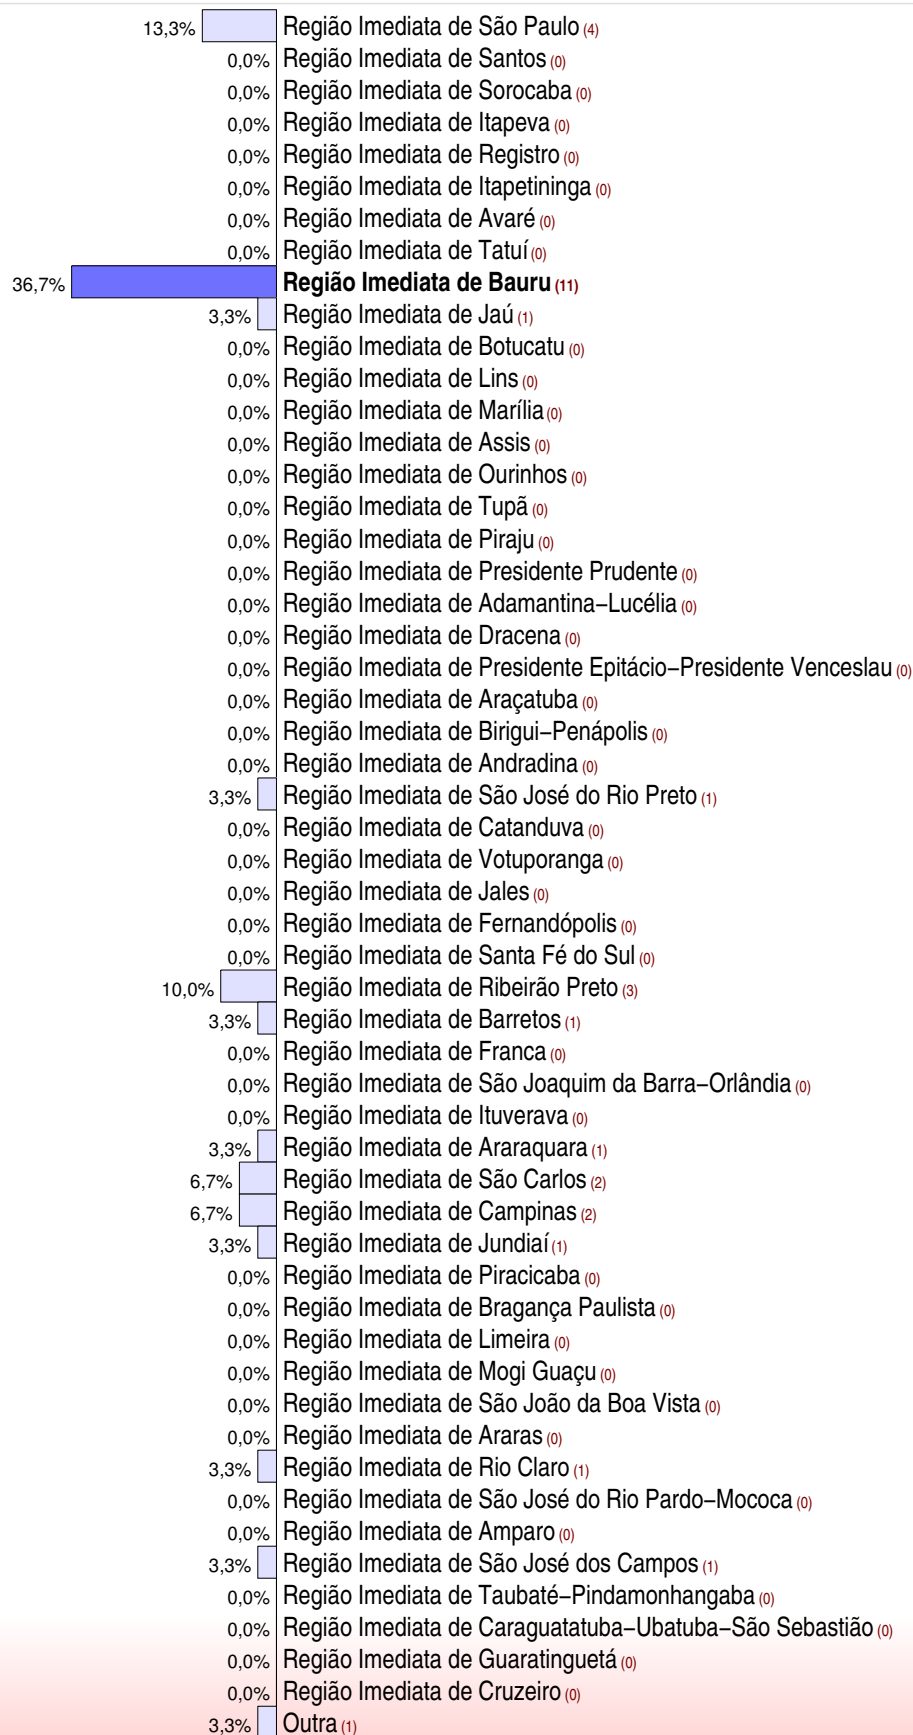 13,3% Região Imediata de São Paulo (4)
0,0% Região Imediata de Santos (0)
0,0% Região Imediata de Sorocaba (0)
0,0% Região Imediata de Itapeva (0)
0,0% Região Imediata de Registro (0)
0,0% Região Imediata de Itapetininga (0)
0,0% Região Imediata de Avaré (0)
0,0% Região Imediata de Tatuí (0)
36,7% Região Imediata de Bauru (11)
3,3% Região Imediata de Jaú (1)
0,0% Região Imediata de Botucatu (0)
0,0% Região Imediata de Lins (0)
0,0% Região Imediata de Marília (0)
0,0% Região Imediata de Assis (0)
0,0% Região Imediata de Ourinhos (0)
0,0% Região Imediata de Tupã (0)
0,0% Região Imediata de Piraju (0)
0,0% Região Imediata de Presidente Prudente (0)
0,0% Região Imediata de Adamantina–Lucélia (0)
0,0% Região Imediata de Dracena (0)
0,0% Região Imediata de Presidente Epitácio–Presidente Venceslau (0)
0,0% Região Imediata de Araçatuba (0)
0,0% Região Imediata de Birigui–Penápolis (0)
0,0% Região Imediata de Andradina (0)
3,3% Região Imediata de São José do Rio Preto (1)
0,0% Região Imediata de Catanduva (0)
0,0% Região Imediata de Votuporanga (0)
0,0% Região Imediata de Jales (0)
0,0% Região Imediata de Fernandópolis (0)
0,0% Região Imediata de Santa Fé do Sul (0)
10,0% Região Imediata de Ribeirão Preto (3)
3,3% Região Imediata de Barretos (1)
0,0% Região Imediata de Franca (0)
0,0% Região Imediata de São Joaquim da Barra–Orlândia (0)
0,0% Região Imediata de Ituverava (0)
3,3% Região Imediata de Araraquara (1)
6,7% Região Imediata de São Carlos (2)
6,7% Região Imediata de Campinas (2)
3,3% Região Imediata de Jundiaí (1)
0,0% Região Imediata de Piracicaba (0)
0,0% Região Imediata de Bragança Paulista (0)
0,0% Região Imediata de Limeira (0)
0,0% Região Imediata de Mogi Guaçu (0)
0,0% Região Imediata de São João da Boa Vista (0)
0,0% Região Imediata de Araras (0)
3,3% Região Imediata de Rio Claro (1)
0,0% Região Imediata de São José do Rio Pardo–Mococa (0)
0,0% Região Imediata de Amparo (0)
3,3% Região Imediata de São José dos Campos (1)
0,0% Região Imediata de Taubaté–Pindamonhangaba (0)
0,0% Região Imediata de Caraguatatuba–Ubatuba–São Sebastião (0)
0,0% Região Imediata de Guaratinguetá (0)
0,0% Região Imediata de Cruzeiro (0)
3,3% Outra (1)